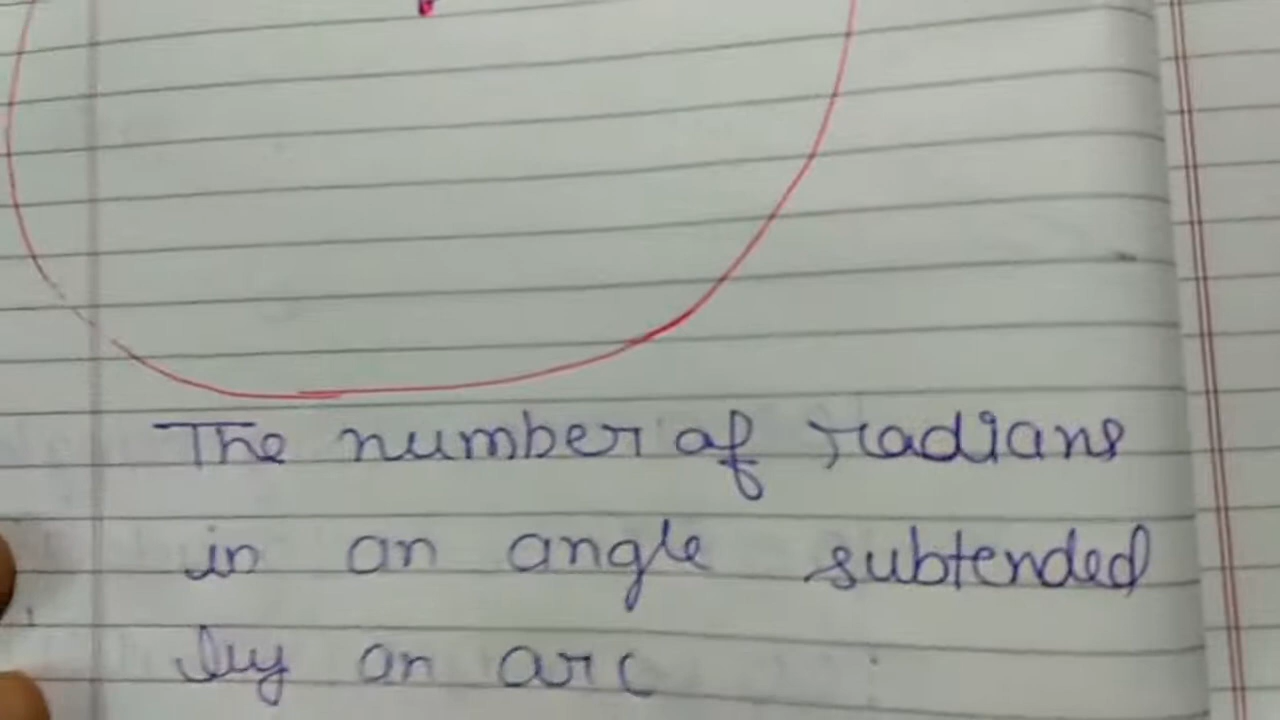 The number of radians
in an angle subtended
by an arc